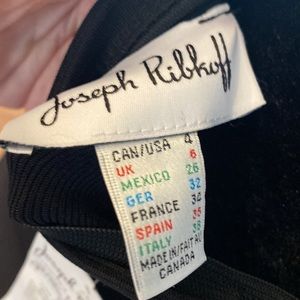 Joseph Ribkoff
CAN/USA 4
UK 6
MEXICO 26
GER 32
FRANCE 32
SPAIN 36
ITALY 38
MADE IN/FAIT AU
CANADA